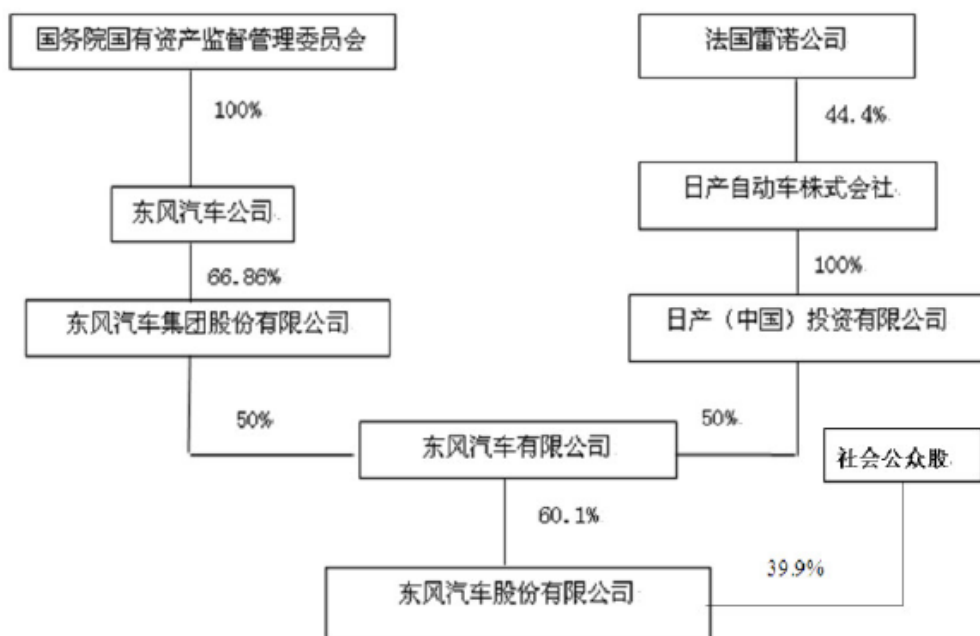 国务院国有资产监督管理委员会
法国雷诺公司
100%
44.4%
东风汽车公司
日产自动车株式会社
66.86%
100%
东风汽车集团股份有限公司
日产（中国）投资有限公司
50%
50%
东风汽车有限公司
社会公众股
60.1%
39.9%
东风汽车股份有限公司